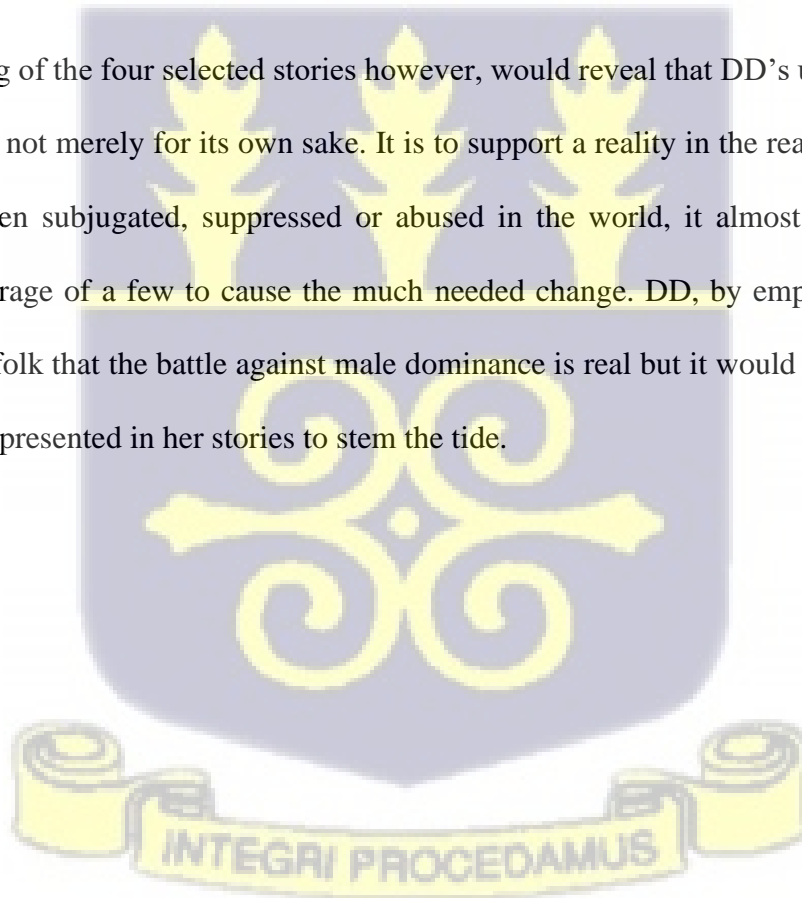 g of the four selected stories however, would reveal that DD's u
not merely for its own sake. It is to support a reality in the rea
en subjugated, suppressed or abused in the world, it almost
rage of a few to cause the much needed change. DD, by emp
folk that the battle against male dominance is real but it would
presented in her stories to stem the tide.
INTEGRI PROCEDAMUS